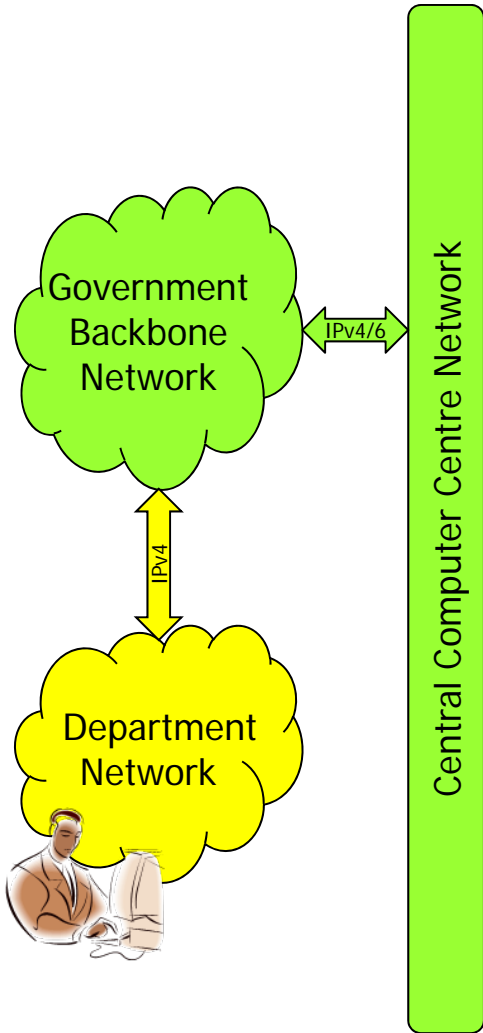 Government
Backbone
Network
IPv4/6
Central Computer Centre Network
IPv4
Department
Network